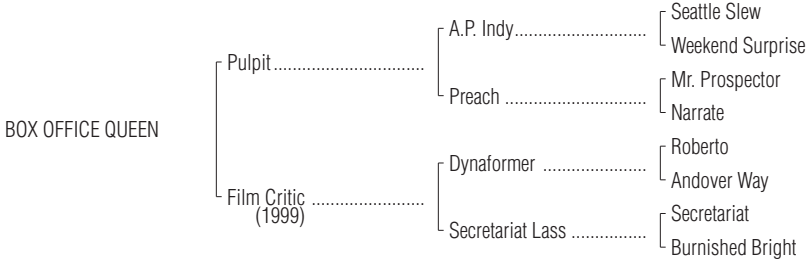 Seattle Slew
A.P. Indy..............................
Weekend Surprise
Pulpit..................................
Mr. Prospector
Preach ................................
Narrate
BOX OFFICE QUEEN
Roberto
Dynaformer .......................
Andover Way
Film Critic .........................
(1999)
Secretariat
Secretariat Lass .................
Burnished Bright